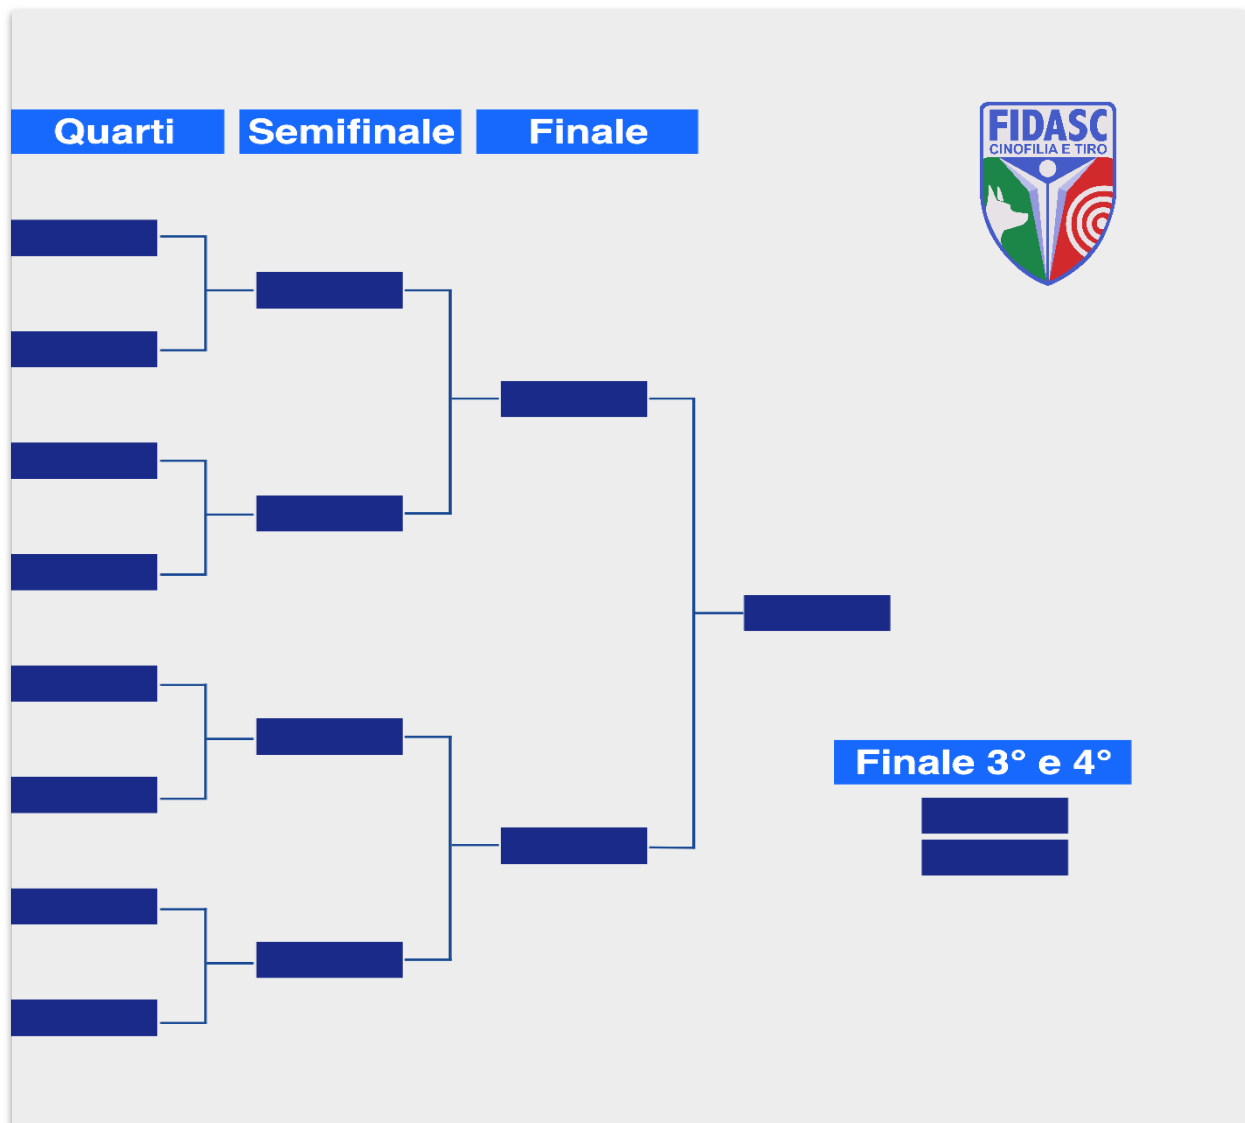 Quarti
Semifinale
Finale
FIDASC
CINOFILIA E TIRO
Finale 3° e 4°